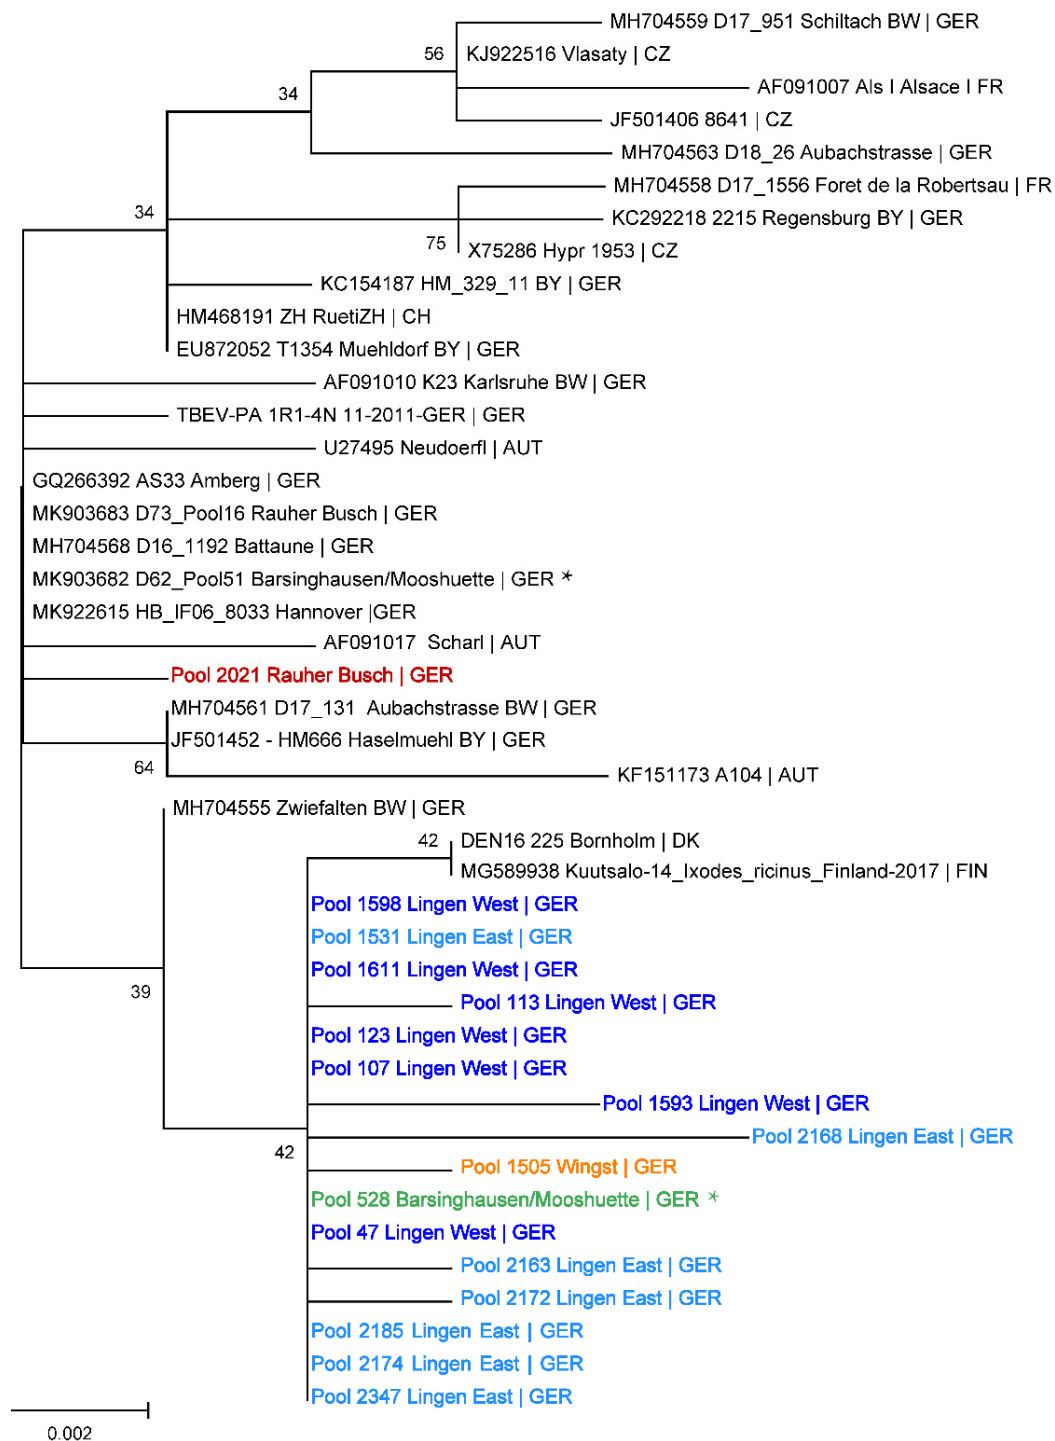 MH704559 D17_951 Schiltach BW | GER
56
KJ922516 Vlasaty | CZ
AF091007 Als I Alsace I FR
34
JF501406 8641 | CZ
MH704563 D18_26 Aubachstrasse | GER
MH704558 D17_1556 Foret de la Robertsau | FR
34
KC292218 2215 Regensburg BY | GER
75
X75286 Hypr 1953 | CZ
KC154187 HM_329_11 BY | GER
HM468191 ZH RuetiZH | CH
EU872052 T1354 Muehldorf BY | GER
AF091010 K23 Karlsruhe BW | GER
TBEV-PA 1R1-4N 11-2011-GER | GER
U27495 Neudoerfl | AUT
GQ266392 AS33 Amberg | GER
MK903683 D73_Pool16 Rauher Busch | GER
MH704568 D16_1192 Battaune | GER
MK903682 D62_Pool51 Barsinghausen/Mooshuette | GER *
MK922615 HB_IF06_8033 Hannover |GER
AF091017 Scharl | AUT
Pool 2021 Rauher Busch | GER
MH704561 D17_131 Aubachstrasse BW | GER
JF501452 - HM666 Haselmuehl BY | GER
64
KF151173 A104 | AUT
MH704555 Zwiefalten BW | GER
42
DEN16 225 Bornholm | DK
MG589938 Kuutsalo-14_Ixodes_ricinus_Finland-2017 | FIN
Pool 1598 Lingen West | GER
Pool 1531 Lingen East | GER
Pool 1611 Lingen West | GER
39
Pool 113 Lingen West | GER
Pool 123 Lingen West | GER
Pool 107 Lingen West | GER
Pool 1593 Lingen West | GER
Pool 2168 Lingen East | GER
42
Pool 1505 Wingst | GER
Pool 528 Barsinghausen/Mooshuette | GER *
Pool 47 Lingen West | GER
Pool 2163 Lingen East | GER
Pool 2172 Lingen East | GER
Pool 2185 Lingen East | GER
Pool 2174 Lingen East | GER
Pool 2347 Lingen East | GER
0.002